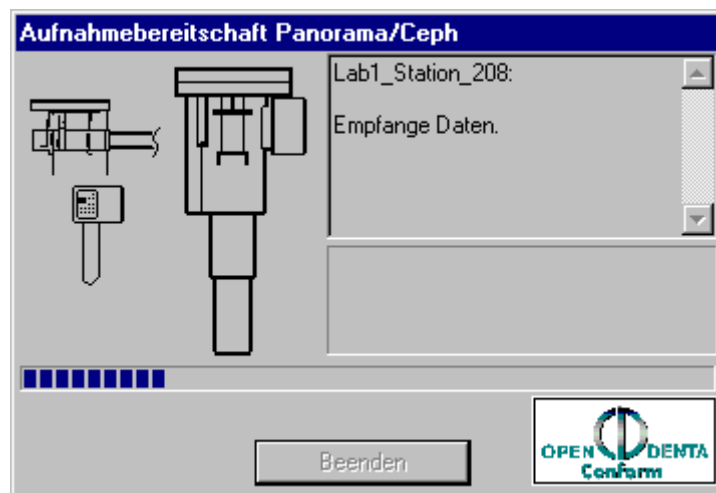 Aufnahmebereitschaft Panorama/Ceph
Lab1_Station_208:
Empfange Daten.
Beenden
OPEN DENTA
Conform